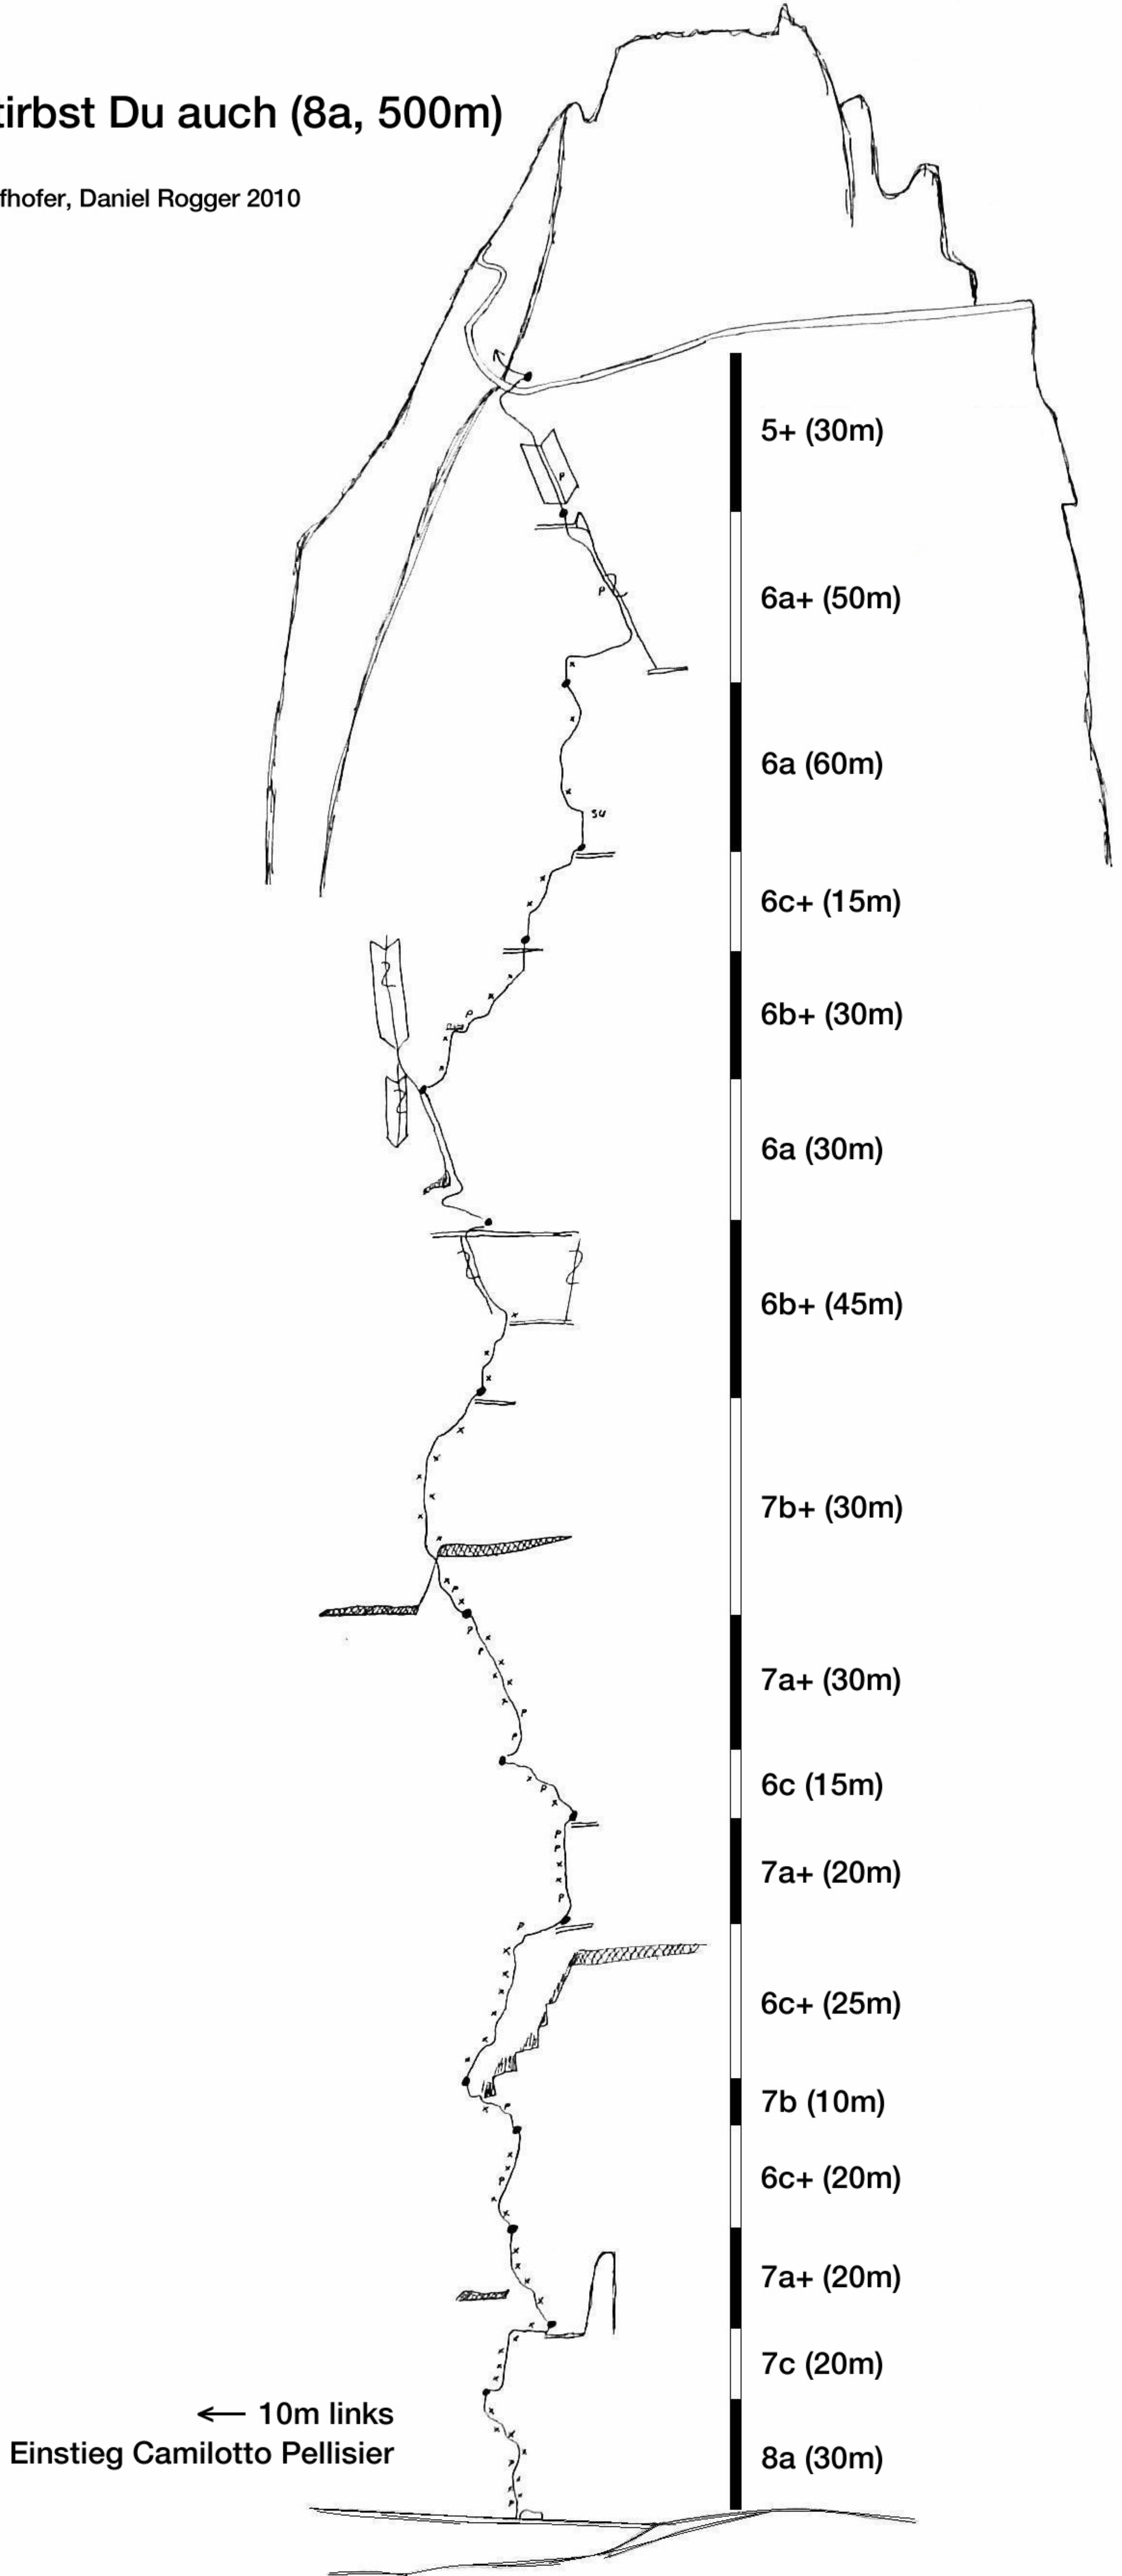 tirbst Du auch (8a, 500m)
fhofer, Daniel Rogger 2010
5+ (30m)
P
6a+ (50m)
P
6a (60m)
SU
6c+ (15m)
6b+ (30m)
P
6a (30m)
6b+ (45m)
7b+ (30m)
P
P
P
7a+ (30m)
P
P
6c (15m)
P
P
P
7a+ (20m)
P
P
6c+ (25m)
7b (10m)
P
6c+ (20m)
P
7a+ (20m)
7c (20m)
← 10m links
Einstieg Camilotto Pellisier
8a (30m)
P
P